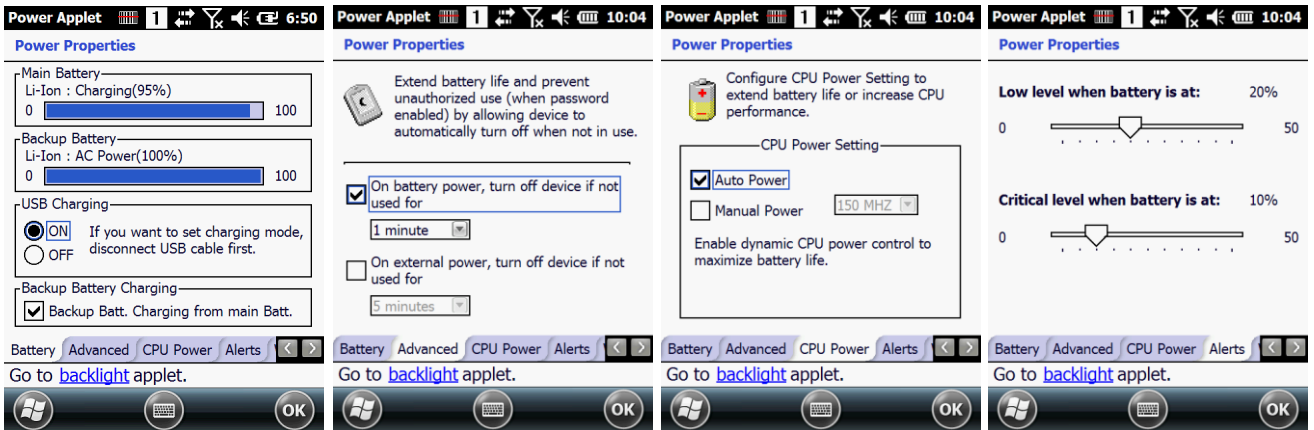 Power Applet 1 6:50
Power Properties
Main Battery
Li-Ion : Charging(95%)
0 100
Backup Battery
Li-Ion : AC Power(100%)
0 100
USB Charging
ON
OFF
If you want to set charging mode,
disconnect USB cable first.
Backup Battery Charging
Backup Batt. Charging from main Batt.
Battery Advanced CPU Power Alerts
Go to backlight applet.
OK
Power Applet 1 10:04
Power Properties
Extend battery life and prevent
unauthorized use (when password
enabled) by allowing device to
automatically turn off when not in use.
On battery power, turn off device if not
used for
1 minute
On external power, turn off device if not
used for
5 minutes
Battery Advanced CPU Power Alerts
Go to backlight applet.
OK
Power Applet 1 10:04
Power Properties
Configure CPU Power Setting to
extend battery life or increase CPU
performance.
CPU Power Setting
Auto Power
Manual Power 150 MHZ
Enable dynamic CPU power control to
maximize battery life.
Battery Advanced CPU Power Alerts
Go to backlight applet.
OK
Power Applet 1 10:04
Power Properties
Low level when battery is at: 20%
0 50
Critical level when battery is at: 10%
0 50
Battery Advanced CPU Power Alerts
Go to backlight applet.
OK